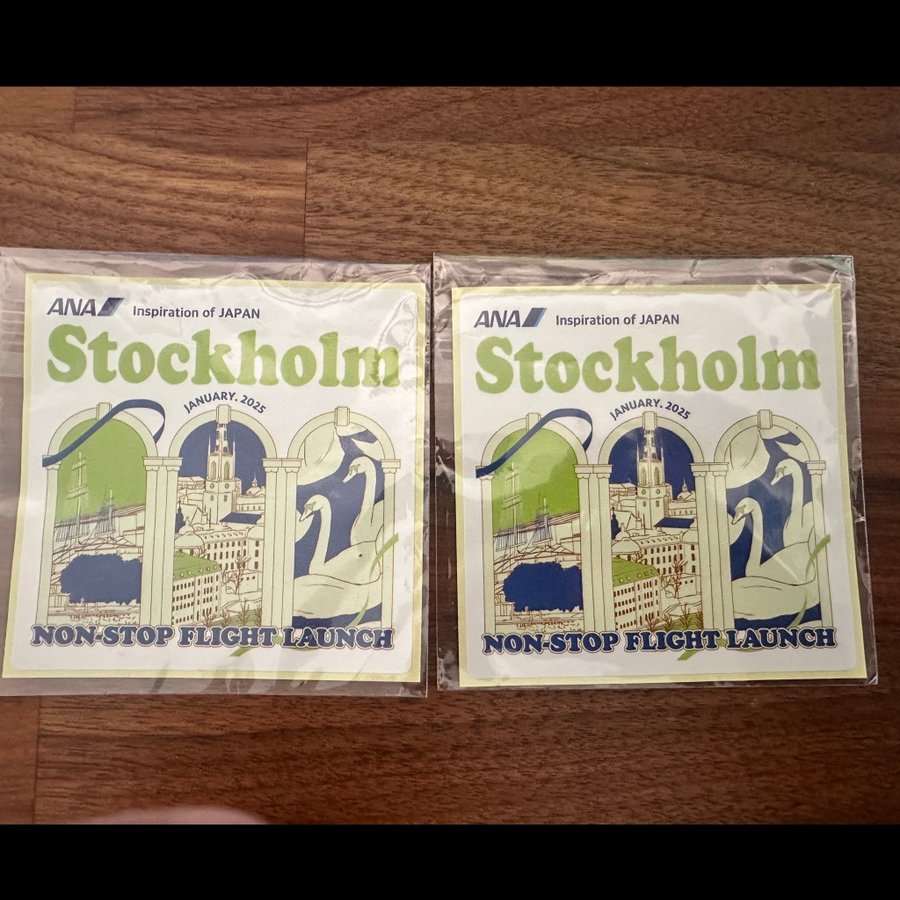 ANA Inspiration of JAPAN
Stockholm
JANUARY. 2025
NON-STOP FLIGHT LAUNCH
ANA Inspiration of JAPAN
Stockholm
JANUARY. 2025
NON-STOP FLIGHT LAUNCH